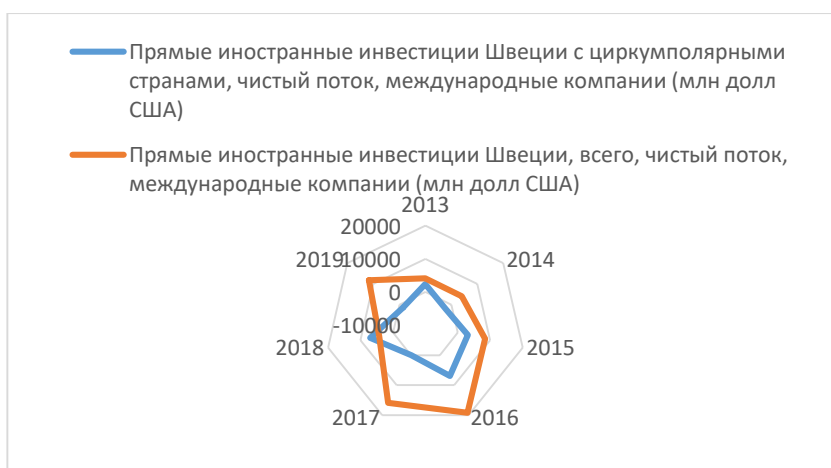 Прямые иностранные инвестиции Швеции с циркумполярными
странами, чистый поток, международные компании (млн долл
США)
Прямые иностранные инвестиции Швеции, всего, чистый поток,
международные компании (млн долл США)
2013
20000
2014
2019
10000
0
-10000
2018
2015
2017
2016